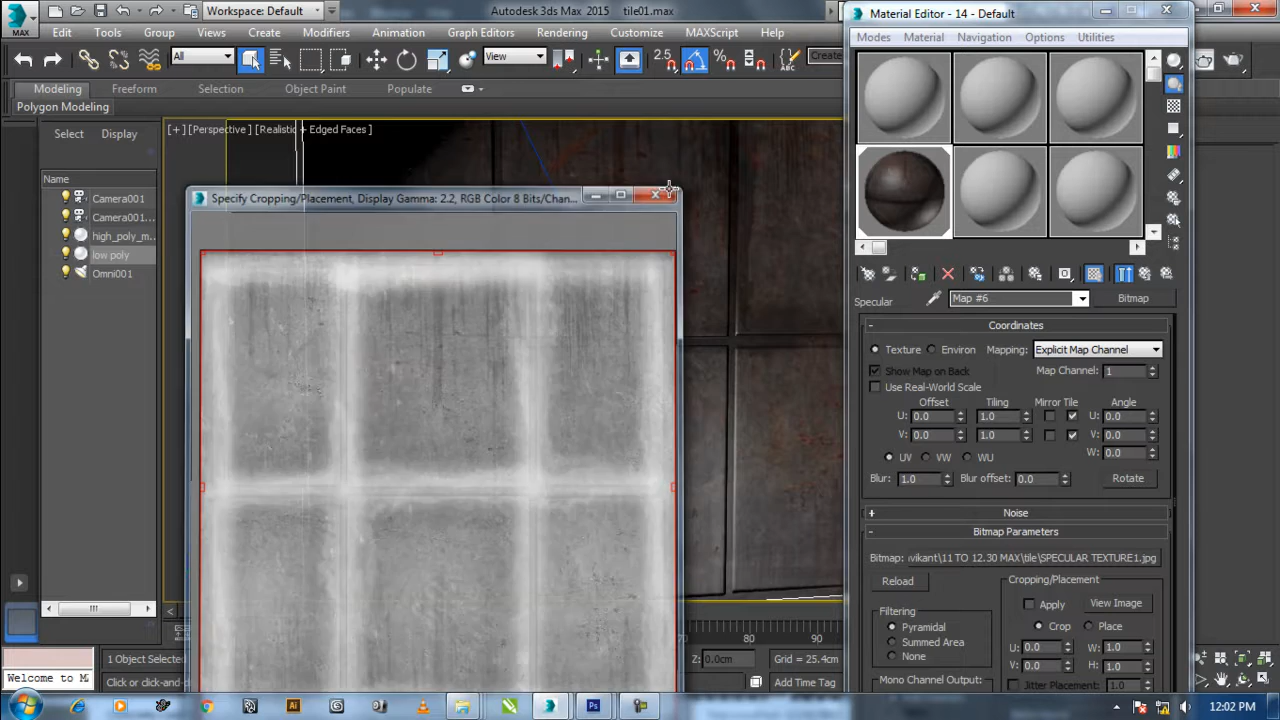 Workspace: Default
Autodesk 3ds Max 2015 tile01.max
Material Editor - 14 - Default
MAX
Edit Tools Group Views Create Modifiers Animation Graph Editors Rendering Customize MAXScript Help
Modes Material Navigation Options Utilities
All View 2.5 % ABC Create
Modeling Freeform Selection Object Paint Populate
Polygon Modeling
Select Display
[+] [Perspective] [Realistic + Edged Faces]
Name
Camera001
Camera001...
high_poly_m...
low poly
Omni001
Specify Cropping/Placement, Display Gamma: 2.2, RGB Color 8 Bits/Chan...
Specular Map #6 Bitmap
- Coordinates
Texture Environ Mapping: Explicit Map Channel
Show Map on Back Map Channel: 1
Use Real-World Scale
Offset Tiling Mirror Tile Angle
U: 0.0 1.0 U: 0.0
V: 0.0 1.0 V: 0.0
UV VW WU W: 0.0
Blur: 1.0 Blur offset: 0.0 Rotate
+ Noise
- Bitmap Parameters
Bitmap: .vikant\11 TO 12.30 MAX\tile\SPECULAR TEXTURE1.jpg
Reload Cropping/Placement
Apply View Image
Filtering
Pyramidal Crop Place
Summed Area U: 0.0 W: 1.0
None V: 0.0 H: 1.0
Mono Channel Output: Jitter Placement: 1.0
70 80 90
1 Object Selected Z: 0.0cm Grid = 25.4cm
Welcome to M Click or click-and- Add Time Tag
Ai
Ps
12:02 PM